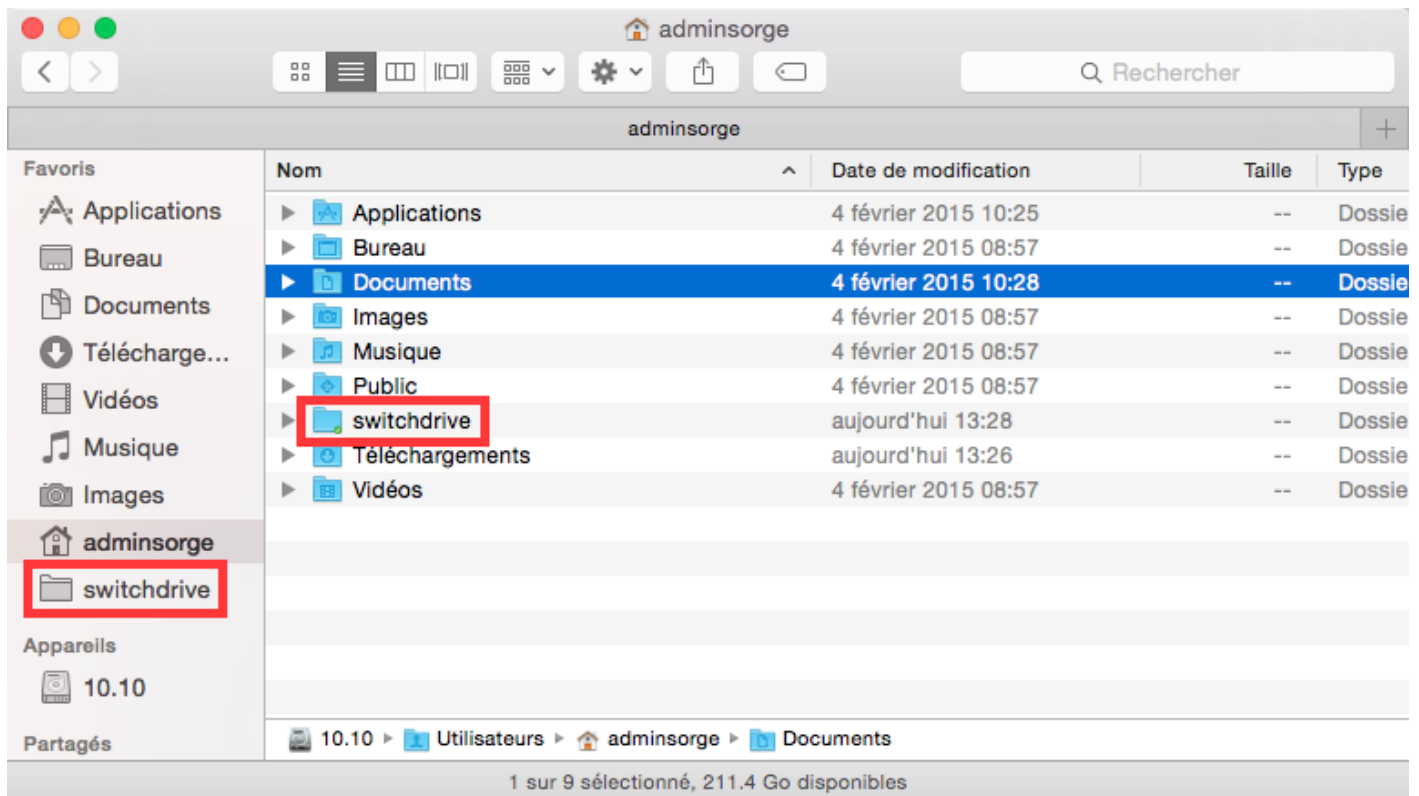 adminsorge
Rechercher
adminsorge
Favoris
Applications
Bureau
Documents
Télécharge...
Vidéos
Musique
Images
adminsorge
switchdrive
Appareils
10.10
Partagés
Nom Date de modification Taille Type
Applications 4 février 2015 10:25 -- Dossie
Bureau 4 février 2015 08:57 -- Dossie
Documents 4 février 2015 10:28 -- Dossie
Images 4 février 2015 08:57 -- Dossie
Musique 4 février 2015 08:57 -- Dossie
Public 4 février 2015 08:57 -- Dossie
switchdrive aujourd'hui 13:28 -- Dossie
Téléchargements aujourd'hui 13:26 -- Dossie
Vidéos 4 février 2015 08:57 -- Dossie
10.10 Utilisateurs adminsorge Documents
1 sur 9 sélectionné, 211.4 Go disponibles